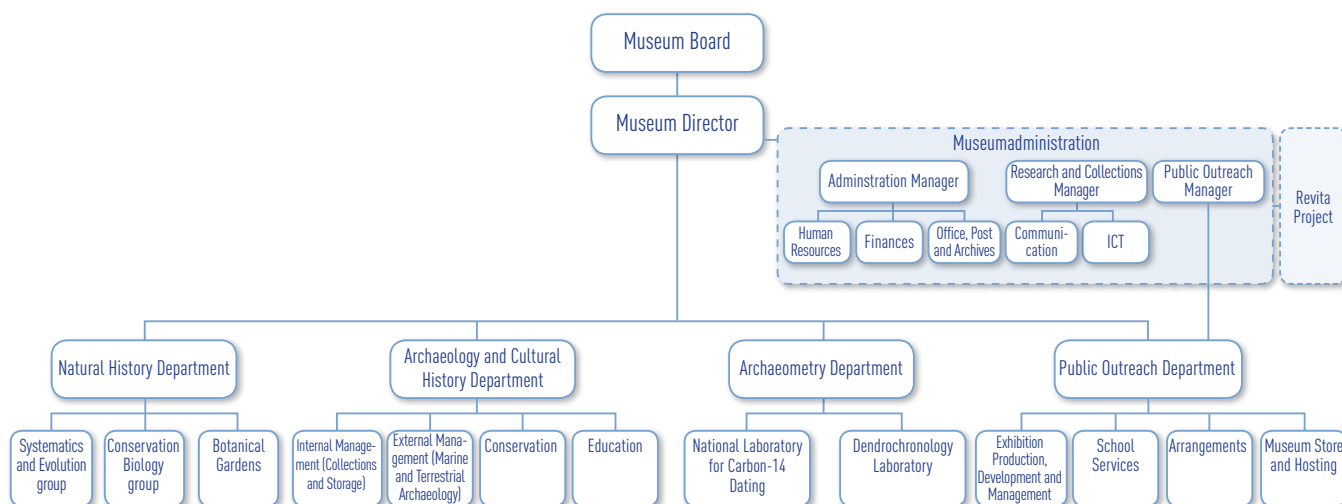 Museum Board
Museum Director
Museumadministration
Adminstration Manager
Research and Collections
Manager
Public Outreach
Manager
Revita
Project
Human
Resources
Finances
Office, Post
and Archives
Communi-
cation
ICT
Natural History Department
Archaeology and Cultural
History Department
Archaeometry Department
Public Outreach Department
Systematics
and Evolution
group
Conservation
Biology
group
Botanical
Gardens
Internal Manage-
ment (Collections
and Storage)
External Mana-
gement (Marine
and Terrestrial
Archaeology)
Conservation
Education
National Laboratory
for Carbon-14
Dating
Dendrochronology
Laboratory
Exhibition
Production,
Development and
Management
School
Services
Arrangements
Museum Store
and Hosting